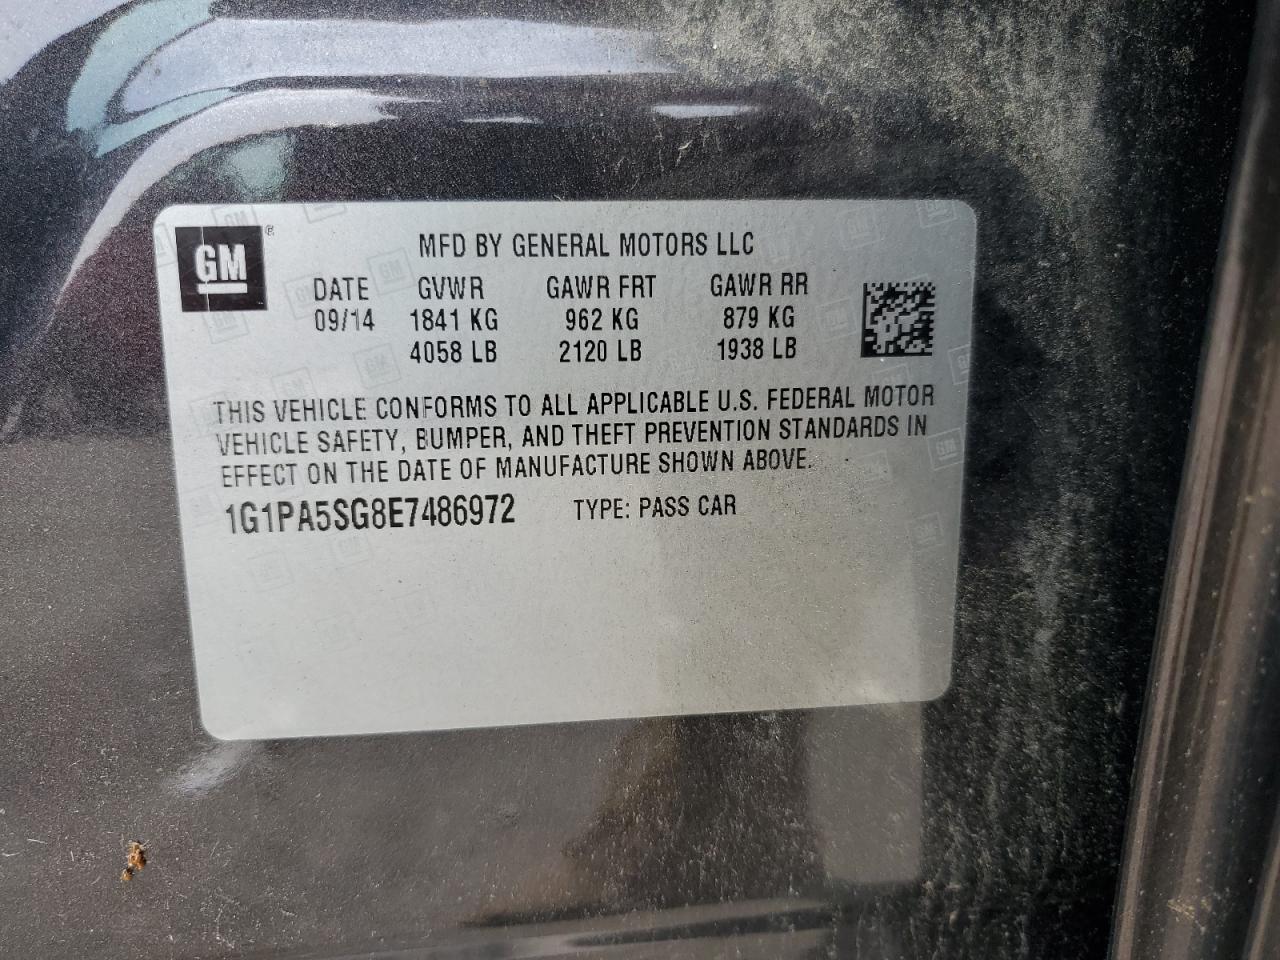 GM ®
MFD BY GENERAL MOTORS LLC
DATE GVWR GAWR FRT GAWR RR
09/14 1841 KG 962 KG 879 KG
4058 LB 2120 LB 1938 LB
THIS VEHICLE CONFORMS TO ALL APPLICABLE U.S. FEDERAL MOTOR
VEHICLE SAFETY, BUMPER, AND THEFT PREVENTION STANDARDS IN
EFFECT ON THE DATE OF MANUFACTURE SHOWN ABOVE.
1G1PA5SG8E7486972 TYPE: PASS CAR